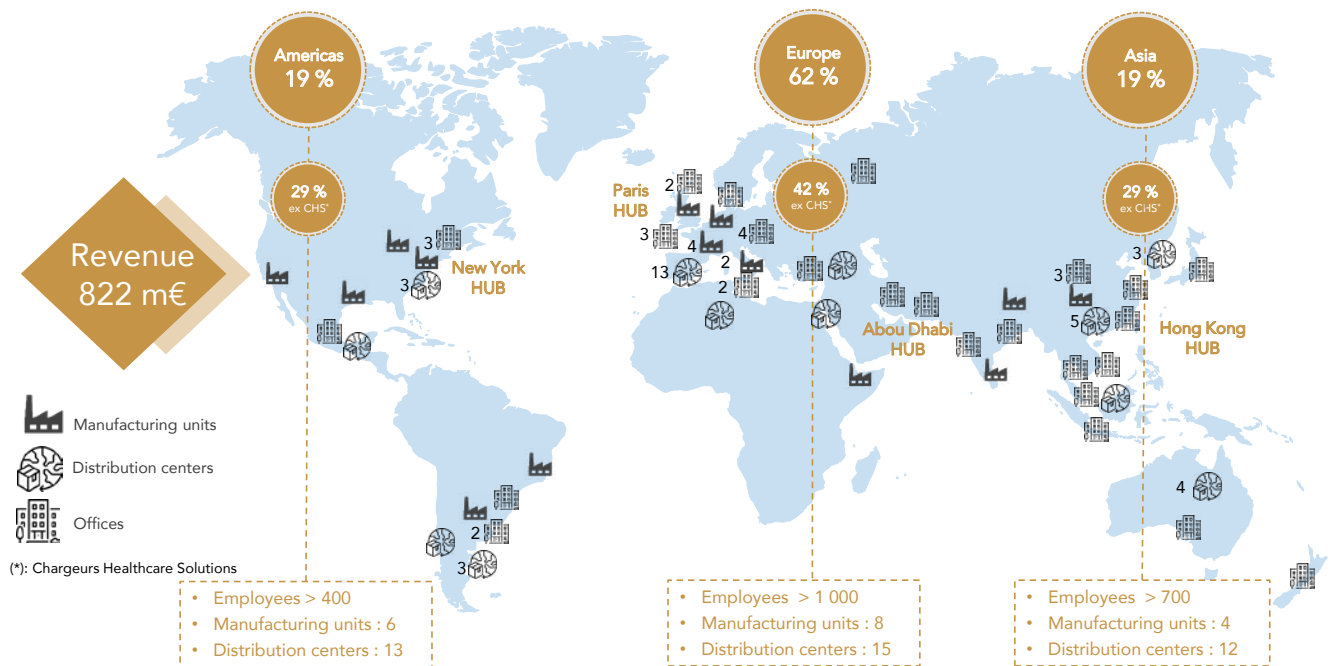 Americas
19 %
Europe
62 %
Asia
19 %
29 %
ex CHS*
42 %
ex CHS*
29 %
ex CHS*
Revenue
822 m€
Paris
HUB
New York
HUB
Abou Dhabi
HUB
Hong Kong
HUB
3
3
2
3
2
3
4
4
13
2
2
3
3
5
4
Manufacturing units
Distribution centers
Offices
(*): Chargeurs Healthcare Solutions
• Employees > 400
• Manufacturing units : 6
• Distribution centers : 13
• Employees > 1 000
• Manufacturing units : 8
• Distribution centers : 15
• Employees > 700
• Manufacturing units : 4
• Distribution centers : 12